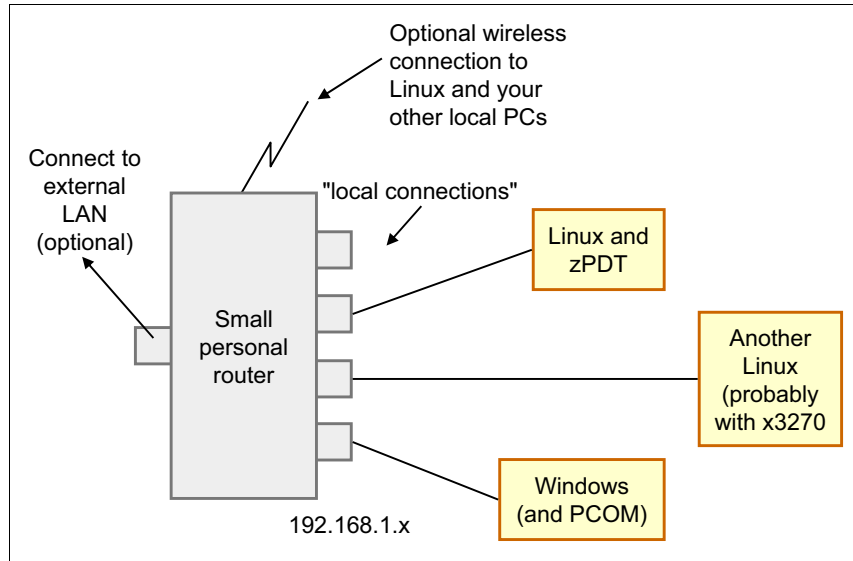 Optional wireless
connection to
Linux and your
other local PCs
Connect to
external
LAN
(optional)
"local connections"
Linux and
zPDT
Small
personal
router
Another
Linux
(probably
with x3270
Windows
(and PCOM)
192.168.1.x